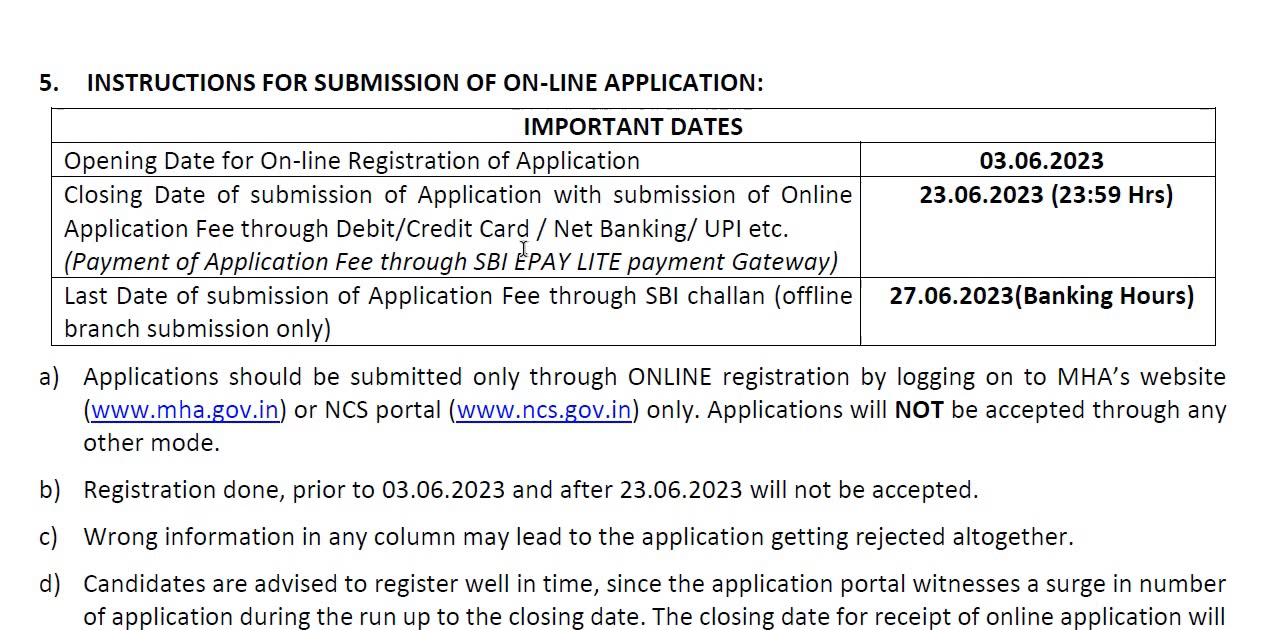 5. INSTRUCTIONS FOR SUBMISSION OF ON-LINE APPLICATION:
IMPORTANT DATES
Opening Date for On-line Registration of Application 03.06.2023
Closing Date of submission of Application with submission of Online 23.06.2023 (23:59 Hrs)
Application Fee through Debit/Credit Card / Net Banking/ UPI etc.
(Payment of Application Fee through SBI EPAY LITE payment Gateway)
Last Date of submission of Application Fee through SBI challan (offline 27.06.2023(Banking Hours)
branch submission only)
a) Applications should be submitted only through ONLINE registration by logging on to MHA’s website
(www.mha.gov.in) or NCS portal (www.ncs.gov.in) only. Applications will NOT be accepted through any
other mode.
b) Registration done, prior to 03.06.2023 and after 23.06.2023 will not be accepted.
c) Wrong information in any column may lead to the application getting rejected altogether.
d) Candidates are advised to register well in time, since the application portal witnesses a surge in number
of application during the run up to the closing date. The closing date for receipt of online application will